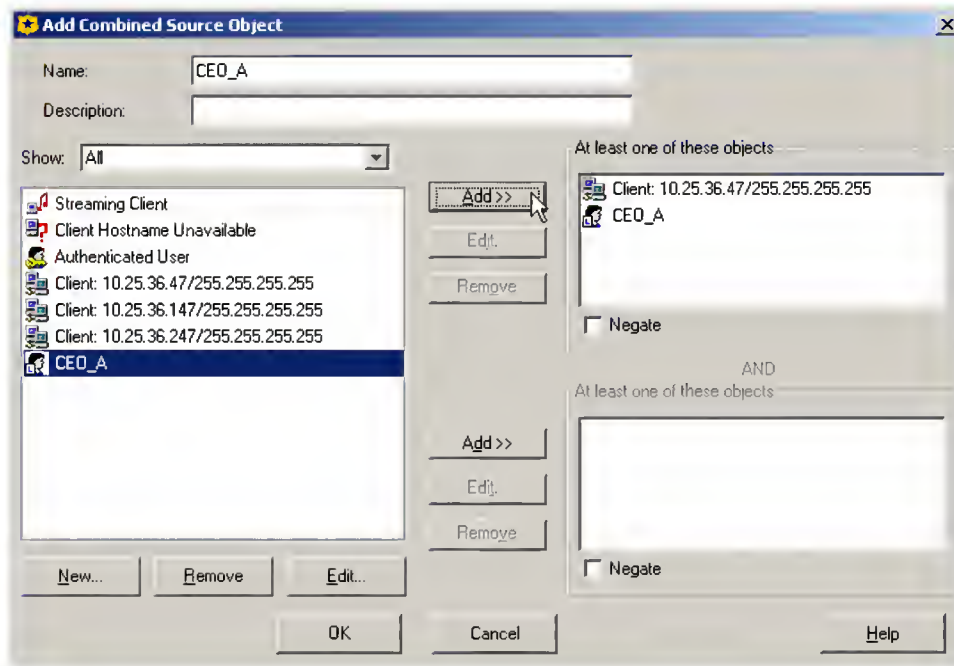 Add Combined Source Object
Name: CEO_A
Description:
Show: All
Streaming Client
Client Hostname Unavailable
Authenticated User
Client: 10.25.36.47/255.255.255.255
Client: 10.25.36.147/255.255.255.255
Client: 10.25.36.247/255.255.255.255
CEO_A
New...
Remove
Edit...
Add >>
Edit.
Remove
Add >>
Edit.
Remove
At least one of these objects
Client: 10.25.36.47/255.255.255.255
CEO_A
Negate
AND
At least one of these objects
Negate
OK
Cancel
Help